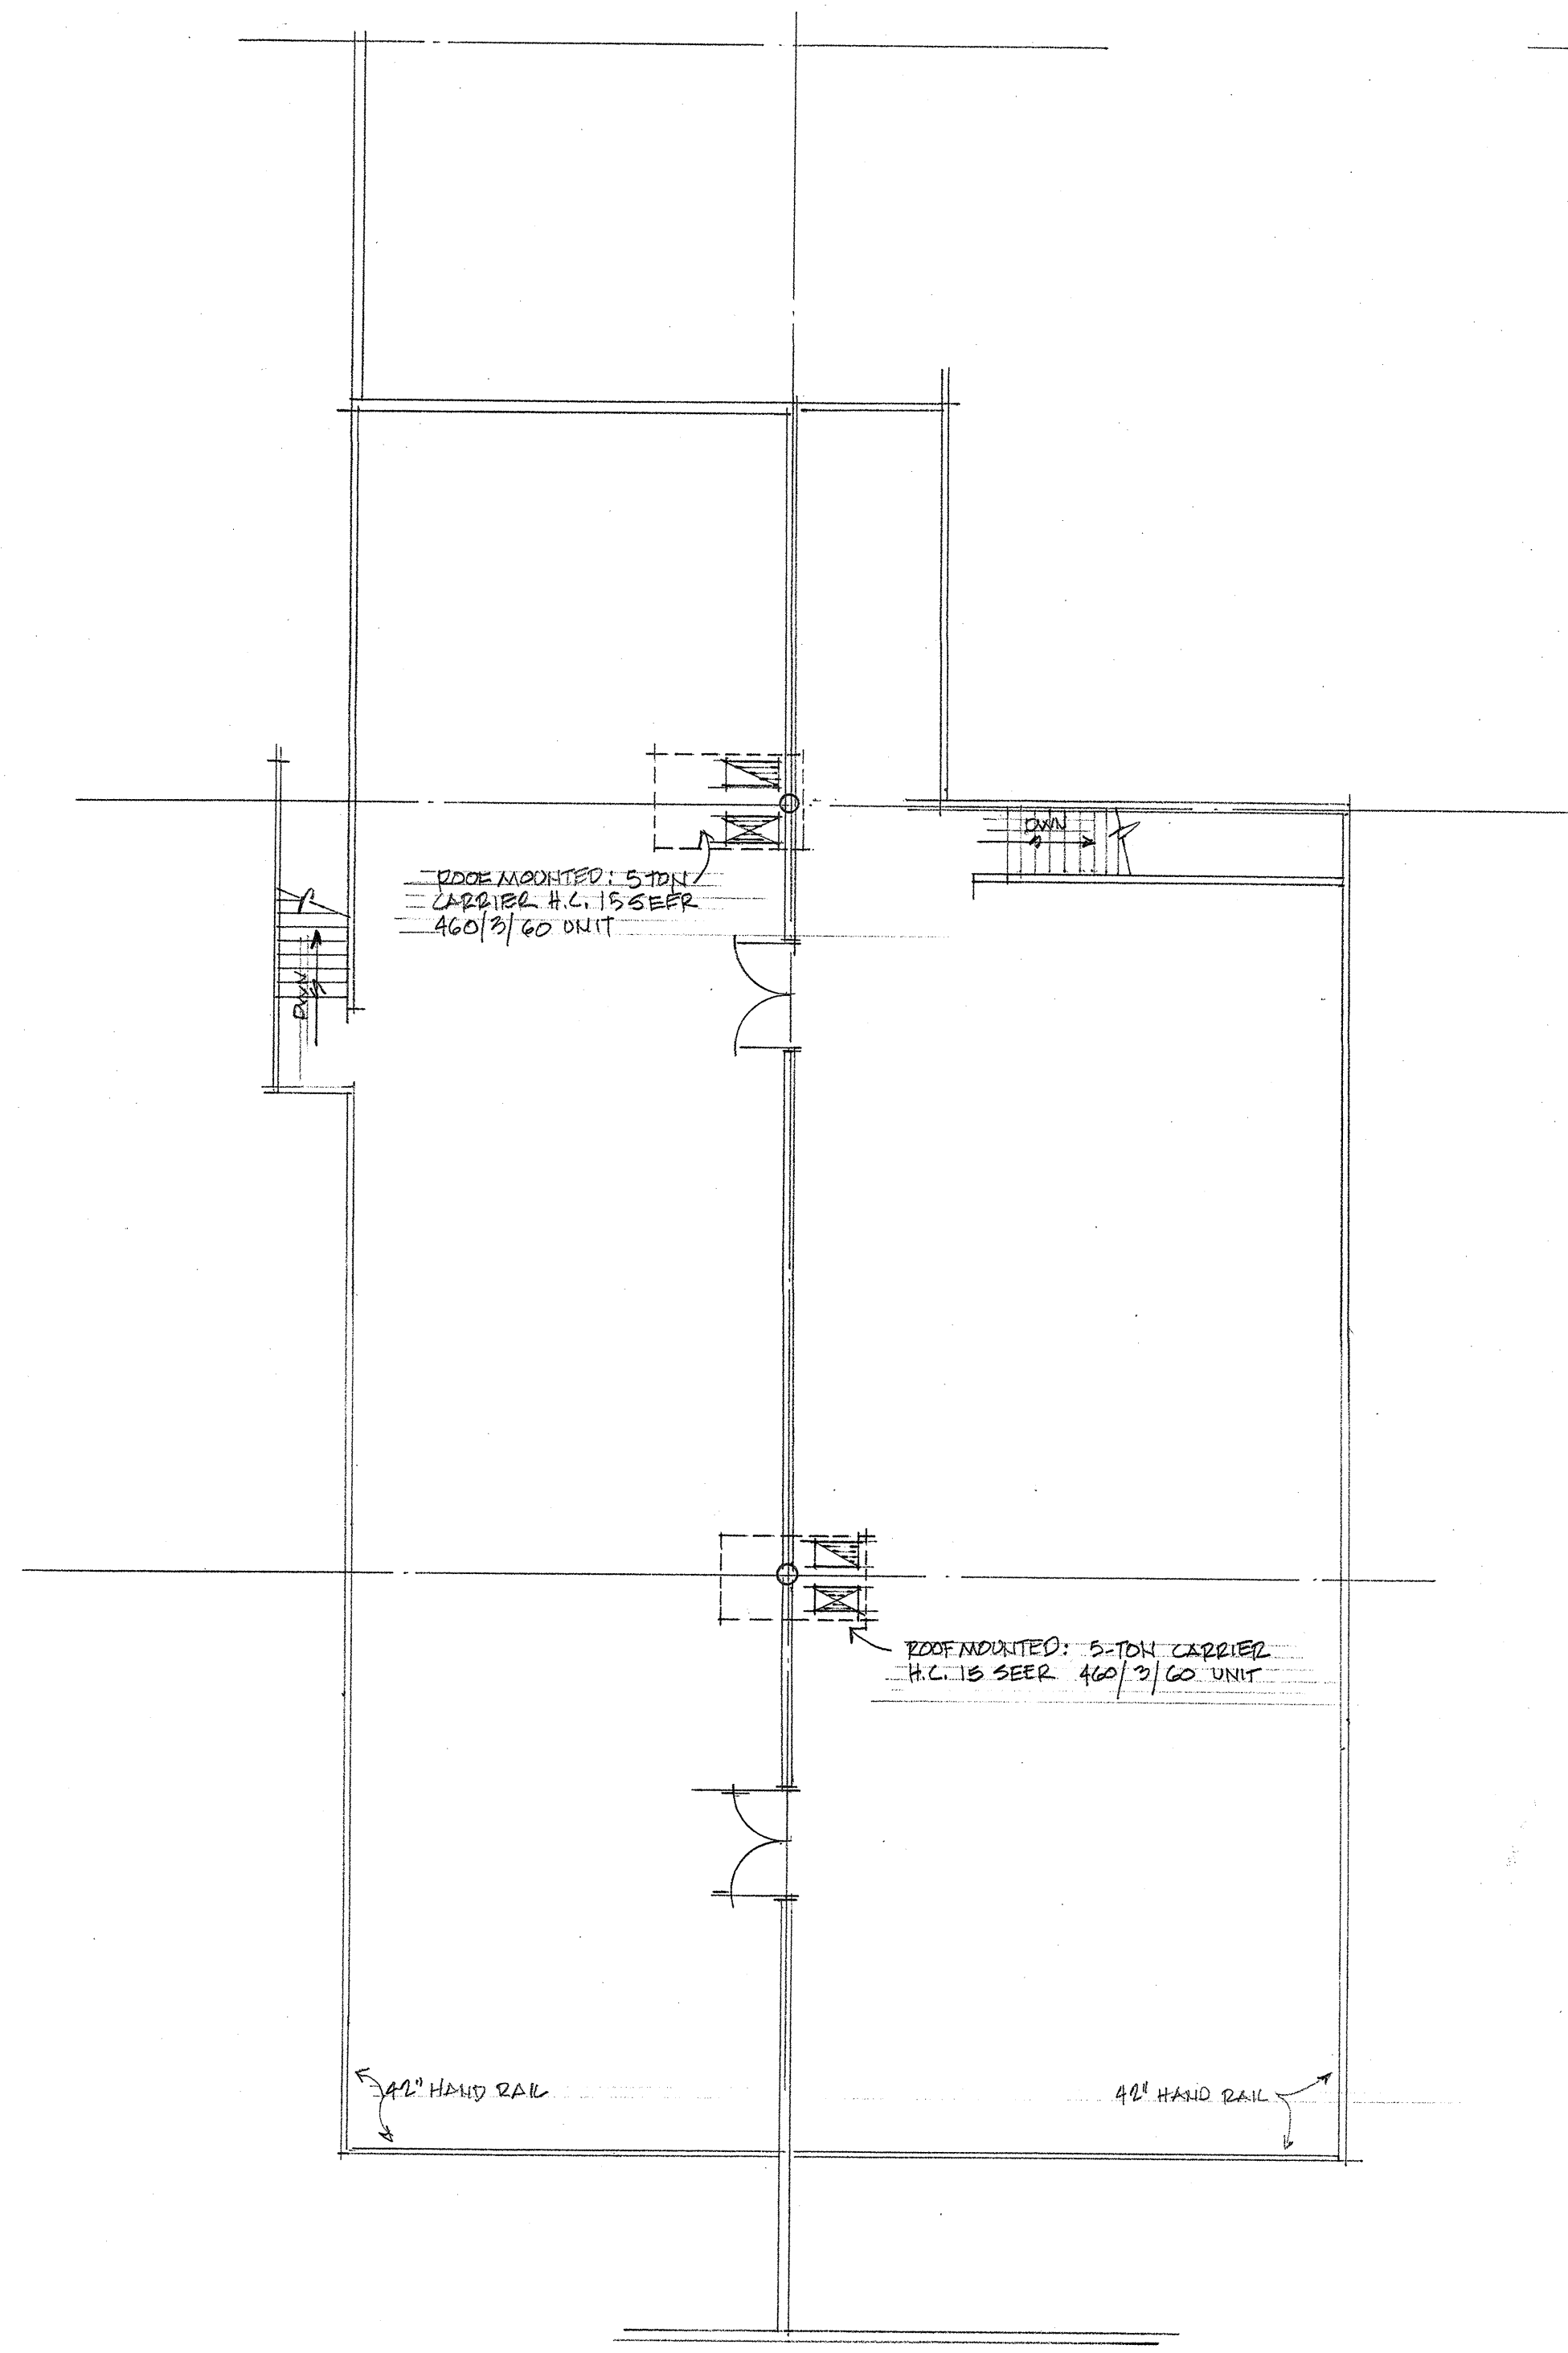 DWN
ROOF MOUNTED: 5 TON
CARRIER H.C. 15 SEER
460/3/60 UNIT
DWN
ROOF MOUNTED: 5-TON CARRIER
H.C. 15 SEER 460/3/60 UNIT
42" HAND RAIL
42" HAND RAIL